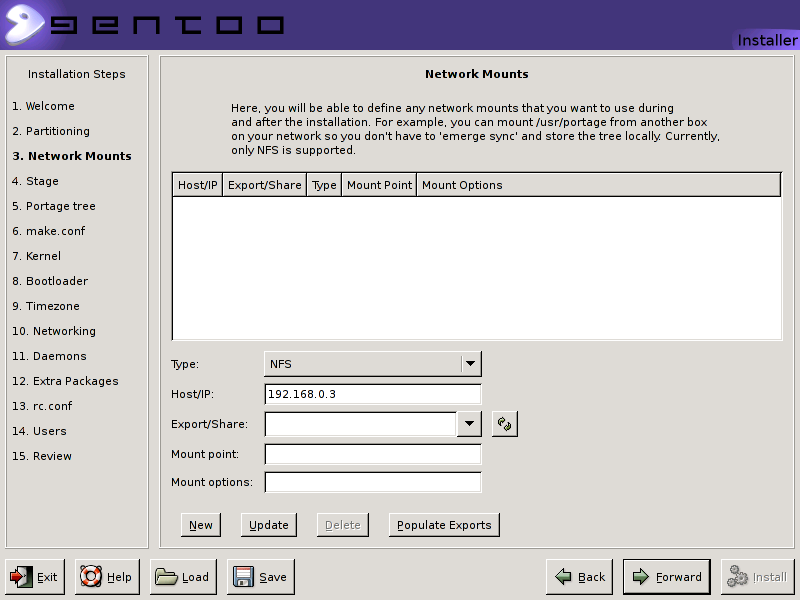 gentoo
Installer
Installation Steps
1. Welcome
2. Partitioning
3. Network Mounts
4. Stage
5. Portage tree
6. make.conf
7. Kernel
8. Bootloader
9. Timezone
10. Networking
11. Daemons
12. Extra Packages
13. rc.conf
14. Users
15. Review
Network Mounts
Here, you will be able to define any network mounts that you want to use during
and after the installation. For example, you can mount /usr/portage from another box
on your network so you don't have to 'emerge sync' and store the tree locally. Currently,
only NFS is supported.
Host/IP Export/Share Type Mount Point Mount Options
Type: NFS
Host/IP: 192.168.0.3
Export/Share:
Mount point:
Mount options:
New Update Delete Populate Exports
Exit Help Load Save Back Forward Install